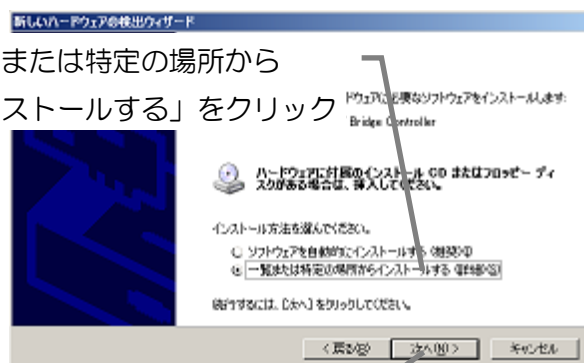 新しいハードウェアの検出ウィザード
または特定の場所から
ストールする」をクリック
ドウェアに必要なソフトウェアをインストールします:
Bridge Controller
ハードウェアに付属のインストール CD またはフロッピー ディ
スクがある場合は、挿入してください。
インストール方法を選んでください。
ソフトウェアを自動的にインストールする (推奨)(I)
一覧または特定の場所からインストールする (詳細)(S)
続行するには、[次へ] をクリックしてください。
< 戻る(B)
次へ(N) >
キャンセル